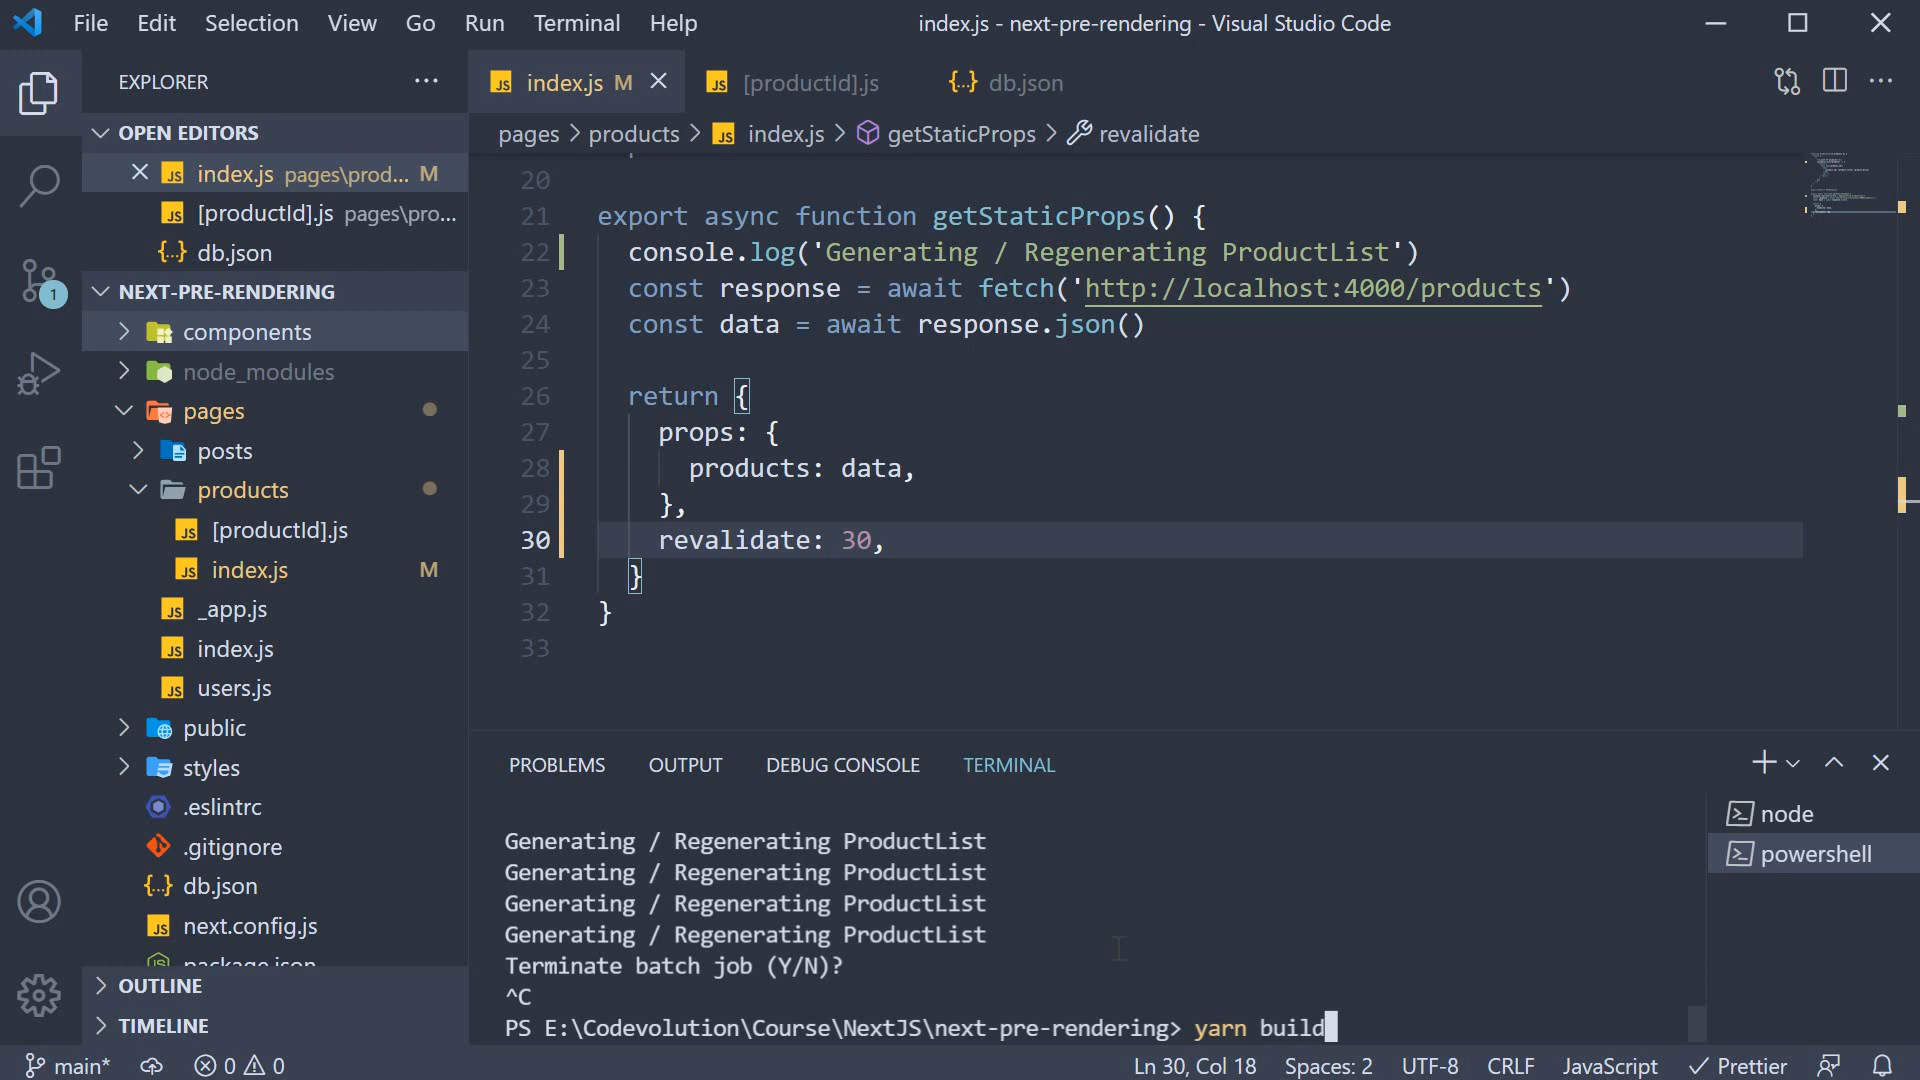 File Edit Selection View Go Run Terminal Help
index.js - next-pre-rendering - Visual Studio Code
EXPLORER
OPEN EDITORS
index.js pages\prod... M
[productId].js pages\pro...
db.json
NEXT-PRE-RENDERING
components
node_modules
pages
posts
products
[productId].js
index.js M
_app.js
index.js
users.js
public
styles
.eslintrc
.gitignore
db.json
next.config.js
package.json
OUTLINE
TIMELINE
1
index.js M
[productId].js
db.json
pages > products > index.js > getStaticProps > revalidate
20
21 export async function getStaticProps() {
22 console.log('Generating / Regenerating ProductList')
23 const response = await fetch('http://localhost:4000/products')
24 const data = await response.json()
25
26 return {
27 props: {
28 products: data,
29 },
30 revalidate: 30,
31 }
32 }
33
PROBLEMS OUTPUT DEBUG CONSOLE TERMINAL
Generating / Regenerating ProductList
Generating / Regenerating ProductList
Generating / Regenerating ProductList
Generating / Regenerating ProductList
Terminate batch job (Y/N)?
^C
PS E:\Codevolution\Course\NextJS\next-pre-rendering> yarn build
node
powershell
main* 0 0 Ln 30, Col 18 Spaces: 2 UTF-8 CRLF JavaScript Prettier